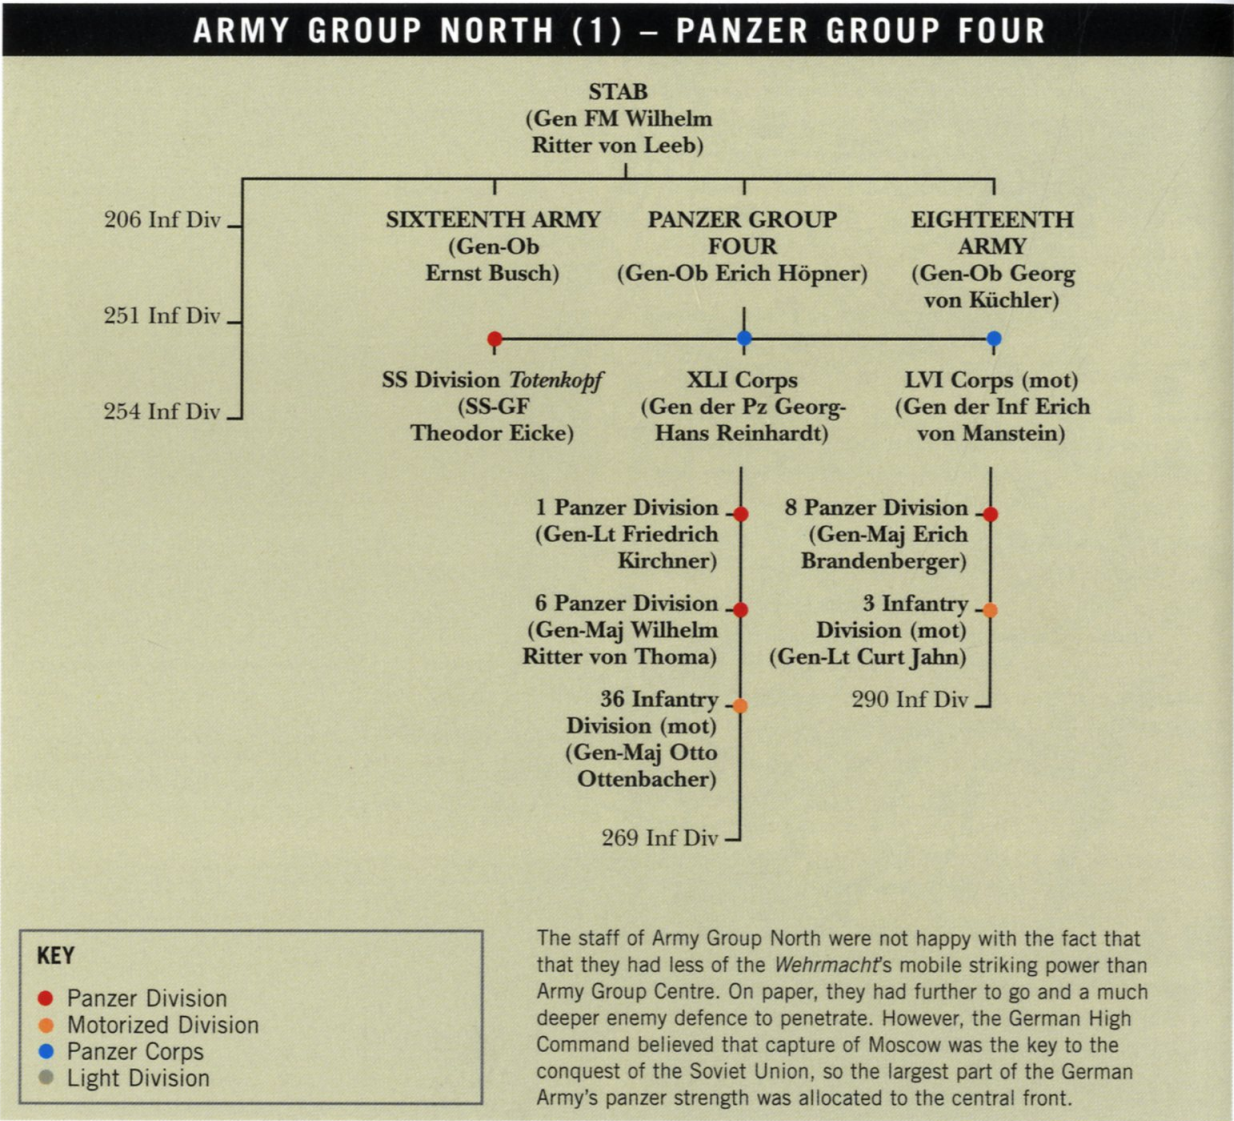 ARMY GROUP NORTH (1) – PANZER GROUP FOUR
STAB
(Gen FM Wilhelm
Ritter von Leeb)
206 Inf Div
251 Inf Div
254 Inf Div
SIXTEENTH ARMY
(Gen-Ob
Ernst Busch)
PANZER GROUP
FOUR
(Gen-Ob Erich Höpner)
EIGHTEENTH
ARMY
(Gen-Ob Georg
von Küchler)
SS Division Totenkopf
(SS-GF
Theodor Eicke)
XLI Corps
(Gen der Pz Georg-
Hans Reinhardt)
LVI Corps (mot)
(Gen der Inf Erich
von Manstein)
1 Panzer Division
(Gen-Lt Friedrich
Kirchner)
6 Panzer Division
(Gen-Maj Wilhelm
Ritter von Thoma)
36 Infantry
Division (mot)
(Gen-Maj Otto
Ottenbacher)
269 Inf Div
8 Panzer Division
(Gen-Maj Erich
Brandenberger)
3 Infantry
Division (mot)
(Gen-Lt Curt Jahn)
290 Inf Div
KEY
Panzer Division
Motorized Division
Panzer Corps
Light Division
The staff of Army Group North were not happy with the fact that
that they had less of the Wehrmacht's mobile striking power than
Army Group Centre. On paper, they had further to go and a much
deeper enemy defence to penetrate. However, the German High
Command believed that capture of Moscow was the key to the
conquest of the Soviet Union, so the largest part of the German
Army's panzer strength was allocated to the central front.